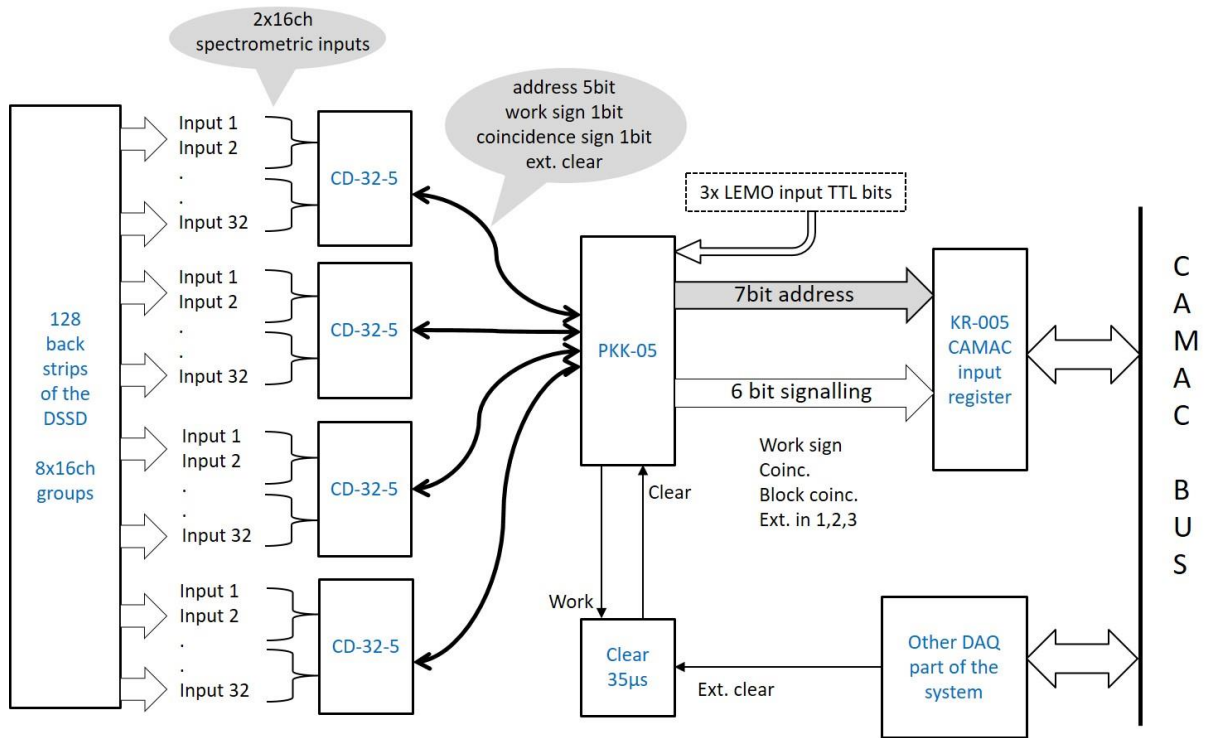 2x16ch
spectrometric inputs
address 5bit
work sign 1bit
coincidence sign 1bit
ext. clear
128
back
strips
of the
DSSD
8x16ch
groups
Input 1
Input 2
.
.
Input 32
CD-32-5
Input 1
Input 2
.
.
Input 32
CD-32-5
Input 1
Input 2
.
.
Input 32
CD-32-5
Input 1
Input 2
.
.
Input 32
CD-32-5
3x LEMO input TTL bits
PKK-05
7bit address
6 bit signalling
KR-005
CAMAC
input
register
Work sign
Coinc.
Block coinc.
Ext. in 1,2,3
Clear
Work
Clear
35μs
Ext. clear
Other DAQ
part of the
system
C
A
M
A
C
B
U
S